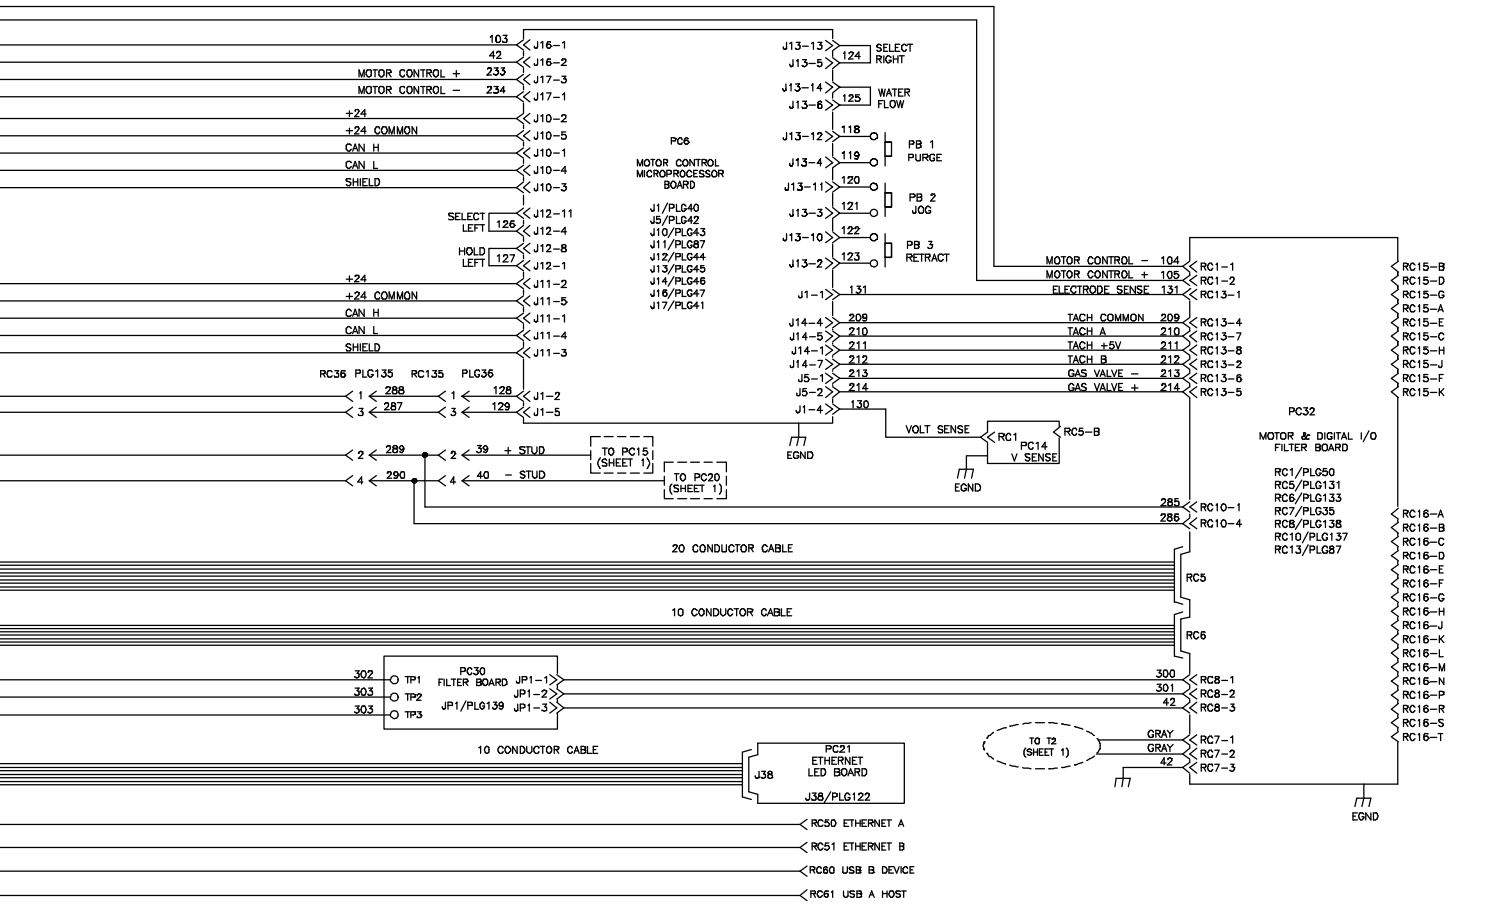 103
J16-1
42
J16-2
MOTOR CONTROL + 233
J17-3
MOTOR CONTROL - 234
J17-1
+24
J10-2
+24 COMMON
J10-5
CAN H
J10-1
CAN L
J10-4
SHIELD
J10-3
SELECT
LEFT
126
J12-11
J12-4
HOLD
LEFT
127
J12-8
J12-1
+24
J11-2
+24 COMMON
J11-5
CAN H
J11-1
CAN L
J11-4
SHIELD
J11-3
RC36 PLG135 RC135 PLG36
1 288 1 128 J1-2
3 287 3 129 J1-5
2 289 2 39 + STUD
4 290 4 40 - STUD
TO PC15
(SHEET 1)
TO PC20
(SHEET 1)
PC6
MOTOR CONTROL
MICROPROCESSOR
BOARD
J1/PLG40
J5/PLG42
J10/PLG43
J11/PLG87
J12/PLG44
J13/PLG45
J14/PLG46
J16/PLG47
J17/PLG41
J13-13
J13-5
124
SELECT
RIGHT
J13-14
J13-6
125
WATER
FLOW
J13-12 118
J13-4 119
PB 1
PURGE
J13-11 120
J13-3 121
PB 2
JOG
J13-10 122
J13-2 123
PB 3
RETRACT
J1-1 131
J14-4 209
J14-5 210
J14-1 211
J14-7 212
J5-1 213
J5-2 214
J1-4 130
EGND
VOLT SENSE
RC1
PC14
V SENSE
RC5-B
EGND
MOTOR CONTROL - 104 RC1-1
MOTOR CONTROL + 105 RC1-2
ELECTRODE SENSE 131 RC13-1
TACH COMMON 209 RC13-4
TACH A 210 RC13-7
TACH +5V 211 RC13-8
TACH B 212 RC13-2
GAS VALVE - 213 RC13-6
GAS VALVE + 214 RC13-5
285 RC10-1
286 RC10-4
PC32
MOTOR & DIGITAL I/O
FILTER BOARD
RC1/PLG50
RC5/PLG131
RC6/PLG133
RC7/PLG35
RC8/PLG138
RC10/PLG137
RC13/PLG87
RC15-B
RC15-D
RC15-G
RC15-A
RC15-E
RC15-C
RC15-H
RC15-J
RC15-F
RC15-K
RC16-A
RC16-B
RC16-C
RC16-D
RC16-E
RC16-F
RC16-G
RC16-H
RC16-J
RC16-K
RC16-L
RC16-M
RC16-N
RC16-P
RC16-R
RC16-S
RC16-T
20 CONDUCTOR CABLE
RC5
10 CONDUCTOR CABLE
RC6
302 TP1
303 TP2
303 TP3
PC30
FILTER BOARD
JP1/PLG139
JP1-1
JP1-2
JP1-3
300 RC8-1
301 RC8-2
42 RC8-3
TO T2
(SHEET 1)
GRAY RC7-1
GRAY RC7-2
42 RC7-3
EGND
10 CONDUCTOR CABLE
J38
PC21
ETHERNET
LED BOARD
J38/PLG122
RC50 ETHERNET A
RC51 ETHERNET B
RC60 USB B DEVICE
RC61 USB A HOST